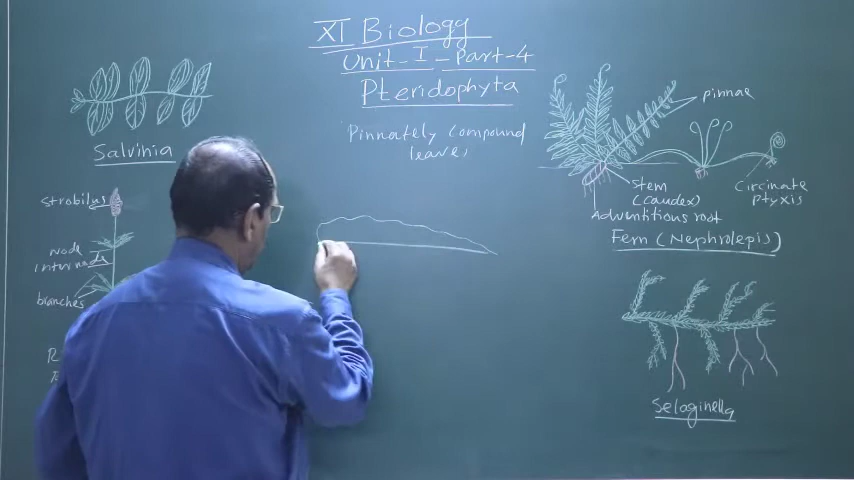 XI Biology
Unit-I-Part-4
Pteridophyta
Pinnately compound
leaves
Salvinia
Strobilus
node
internode
branches
pinnae
Stem
(Caudex)
Circinate
ptyxis
Adventitious root
Fern (Nephrolepis)
Selaginella